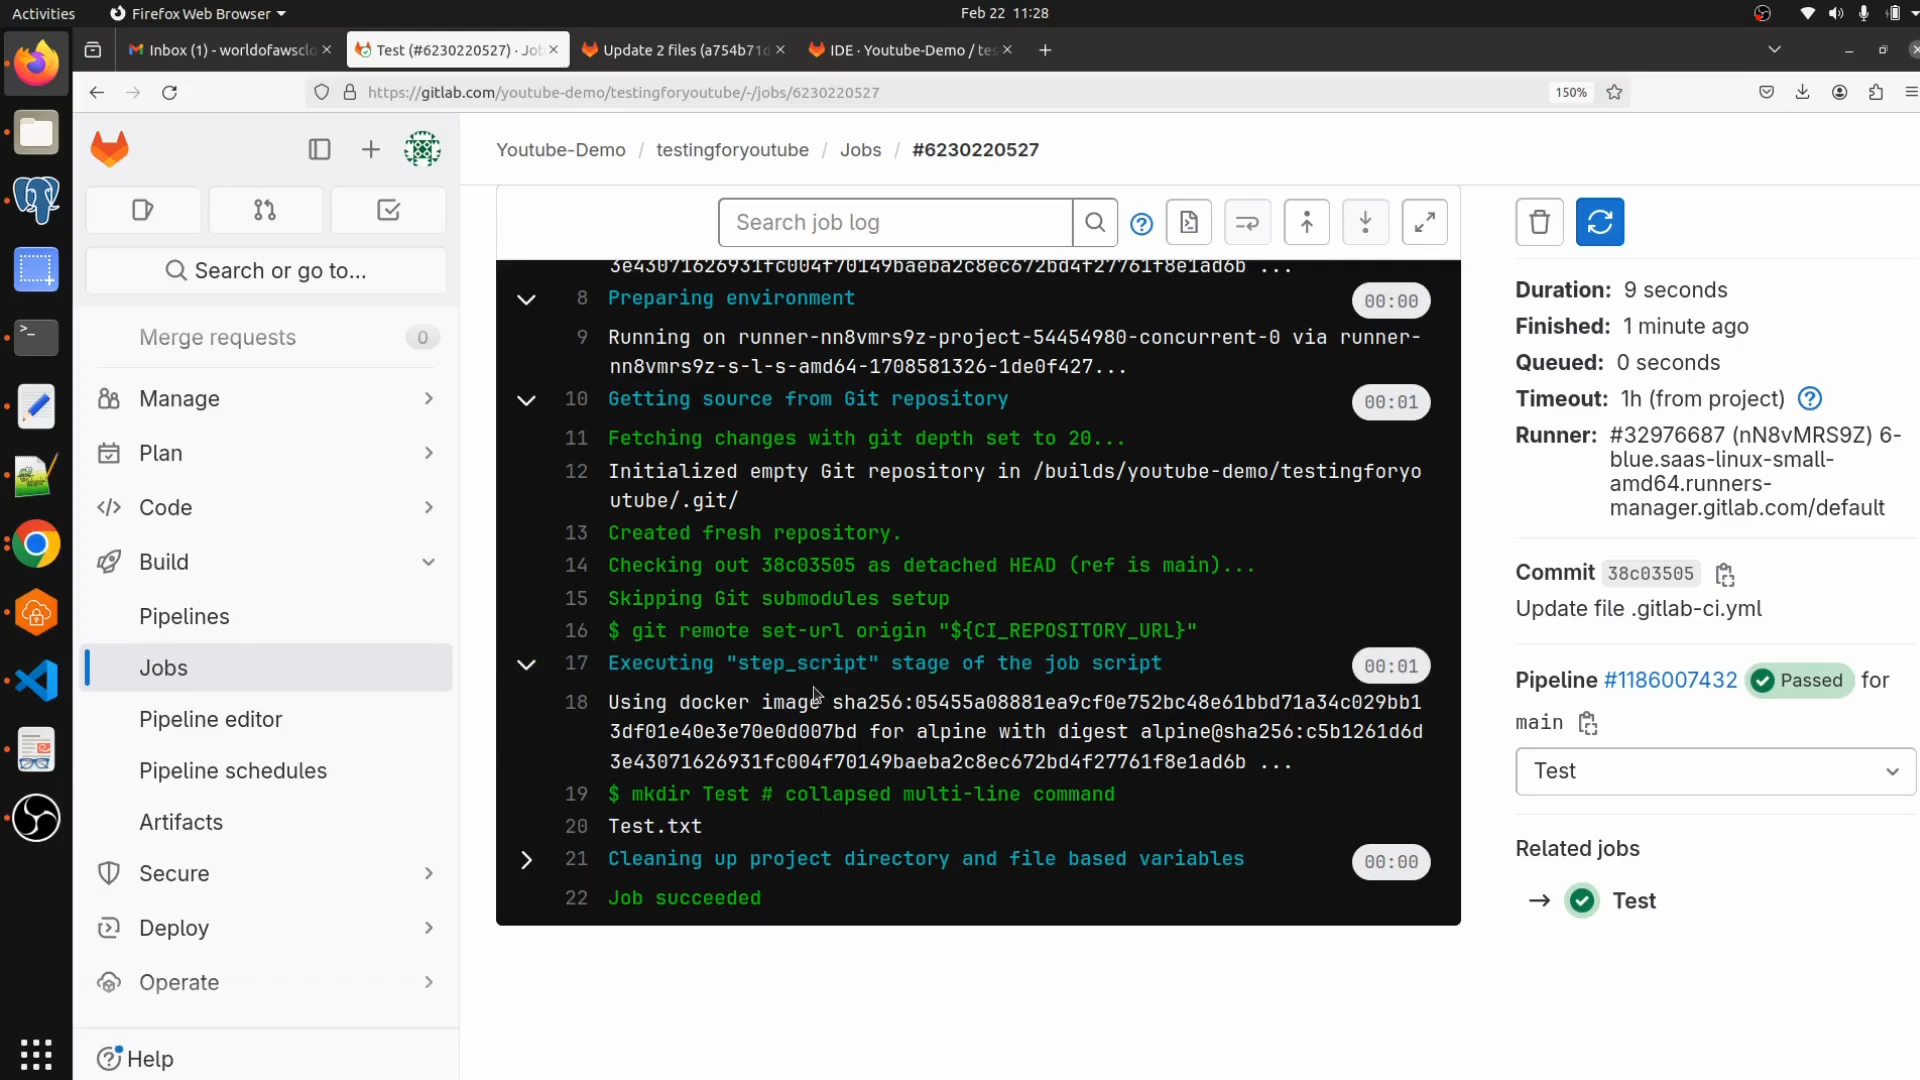 Activities
Firefox Web Browser
Feb 22 11:28
Inbox (1) - worldofawsclo
Test (#6230220527) · Jo
Update 2 files (a754b71d
IDE · Youtube-Demo / tes
https://gitlab.com/youtube-demo/testingforyoutube/-/jobs/6230220527
150%
Youtube-Demo / testingforyoutube / Jobs / #6230220527
Search or go to...
Merge requests 0
Manage
Plan
Code
Build
Pipelines
Jobs
Pipeline editor
Pipeline schedules
Artifacts
Secure
Deploy
Operate
Help
Search job log
3e43071626931fc004f70149baeba2c8ec672bd4f27761f8e1ad6b ...
8 Preparing environment 00:00
9 Running on runner-nn8vmrs9z-project-54454980-concurrent-0 via runner-
nn8vmrs9z-s-l-s-amd64-1708581326-1de0f427...
10 Getting source from Git repository 00:01
11 Fetching changes with git depth set to 20...
12 Initialized empty Git repository in /builds/youtube-demo/testingforyo
utube/.git/
13 Created fresh repository.
14 Checking out 38c03505 as detached HEAD (ref is main)...
15 Skipping Git submodules setup
16 $ git remote set-url origin "${CI_REPOSITORY_URL}"
17 Executing "step_script" stage of the job script 00:01
18 Using docker image sha256:05455a08881ea9cf0e752bc48e61bbd71a34c029bb1
3df01e40e3e70e0d007bd for alpine with digest alpine@sha256:c5b1261d6d
3e43071626931fc004f70149baeba2c8ec672bd4f27761f8e1ad6b ...
19 $ mkdir Test # collapsed multi-line command
20 Test.txt
21 Cleaning up project directory and file based variables 00:00
22 Job succeeded
Duration: 9 seconds
Finished: 1 minute ago
Queued: 0 seconds
Timeout: 1h (from project)
Runner: #32976687 (nN8vMRS9Z) 6-
blue.saas-linux-small-
amd64.runners-
manager.gitlab.com/default
Commit 38c03505
Update file .gitlab-ci.yml
Pipeline #1186007432 Passed for
main
Test
Related jobs
Test